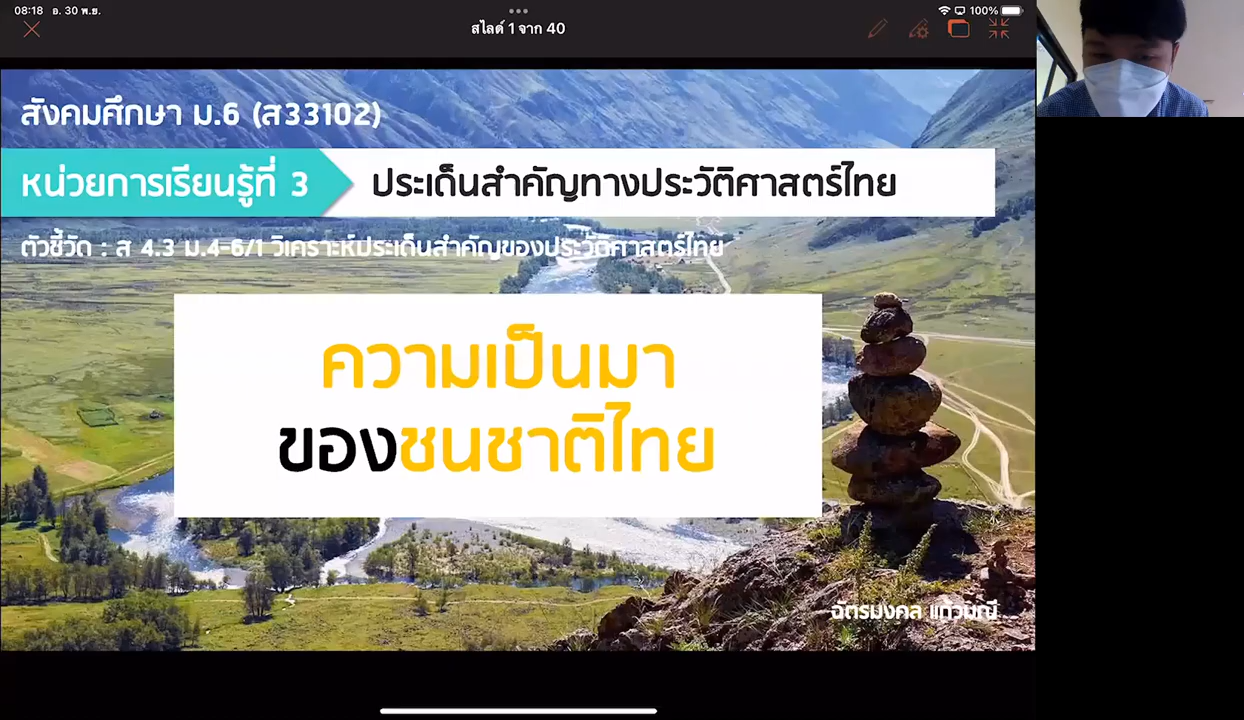 08:18 อ. 30 พ.ย.
100%
สไลด์ 1 จาก 40
สังคมศึกษา ม.6 (ส33102)
หน่วยการเรียนรู้ที่ 3
ประเด็นสำคัญทางประวัติศาสตร์ไทย
ตัวชี้วัด : ส 4.3 ม.4-6/1 วิเคราะห์ประเด็นสำคัญของประวัติศาสตร์ไทย
ความเป็นมา
ของชนชาติไทย
ฉัตรมงคล แก้วมณี